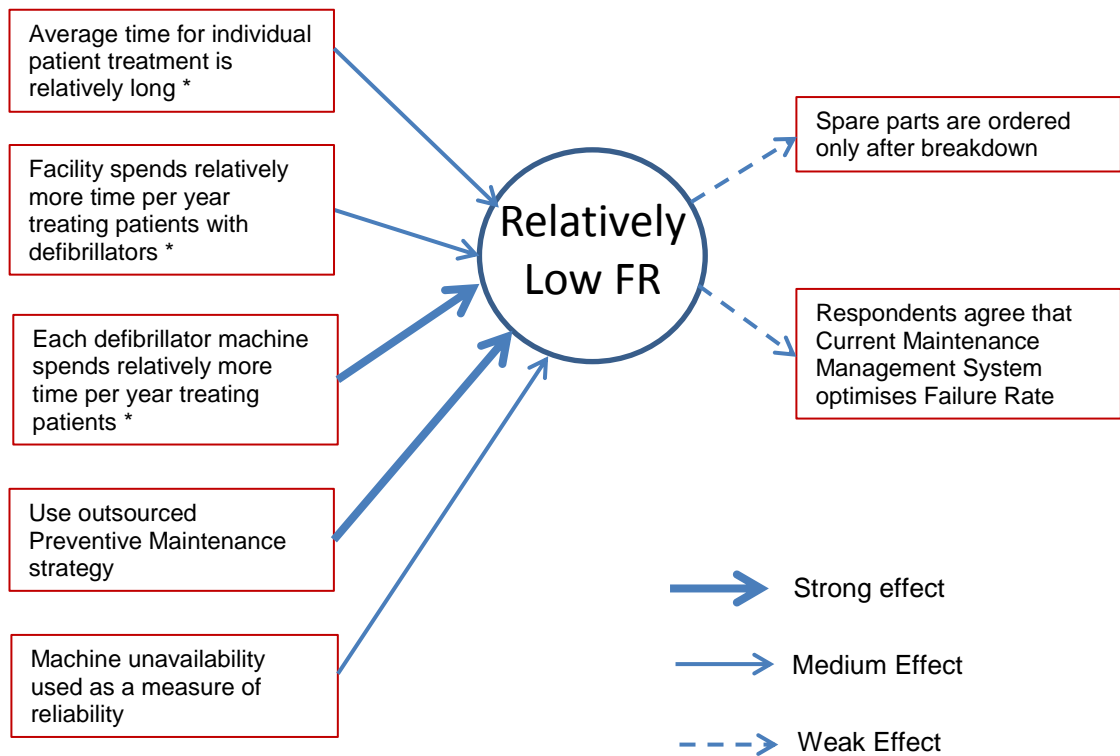 Average time for individual
patient treatment is
relatively long *
Facility spends relatively
more time per year
treating patients with
defibrillators *
Each defibrillator machine
spends relatively more
time per year treating
patients *
Use outsourced
Preventive Maintenance
strategy
Machine unavailability
used as a measure of
reliability
Relatively
Low FR
Spare parts are ordered
only after breakdown
Respondents agree that
Current Maintenance
Management System
optimises Failure Rate
Strong effect
Medium Effect
Weak Effect